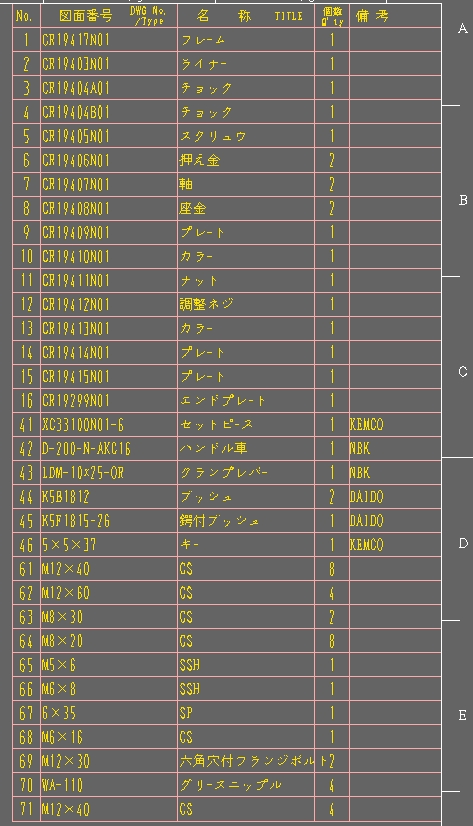 No. 図面番号 DWG No./Type 名 称 TITLE 個数 Q'ty 備 考
1 CR19417N01 フレーム 1
2 CR19403N01 ライナー 1
3 CR19404A01 チョック 1
4 CR19404B01 チョック 1
5 CR19405N01 スクリュウ 1
6 CR19406N01 押え金 2
7 CR19407N01 軸 2
8 CR19408N01 座金 2
9 CR19409N01 プレート 1
10 CR19410N01 カラー 1
11 CR19411N01 ナット 1
12 CR19412N01 調整ネジ 1
13 CR19413N01 カラー 1
14 CR19414N01 プレート 1
15 CR19415N01 プレート 1
16 CR19299N01 エンドプレート 1
41 XC33100N01-6 セットピース 1 KEMCO
42 D-200-N-AKC16 ハンドル車 1 NBK
43 LDM-10x25-OR クランプレバー 1 NBK
44 K5B1812 ブッシュ 2 DAIDO
45 K5F1815-26 鍔付ブッシュ 1 DAIDO
46 5×5×37 キー 1 KEMCO
61 M12×40 CS 8
62 M12×60 CS 4
63 M8×30 CS 2
64 M8×20 CS 8
65 M5×6 SSH 1
66 M6×8 SSH 1
67 6×35 SP 1
68 M6×16 CS 1
69 M12×30 六角穴付フランジボルト 2
70 WA-110 グリースニップル 4
71 M12×40 CS 4
A
B
C
D
E